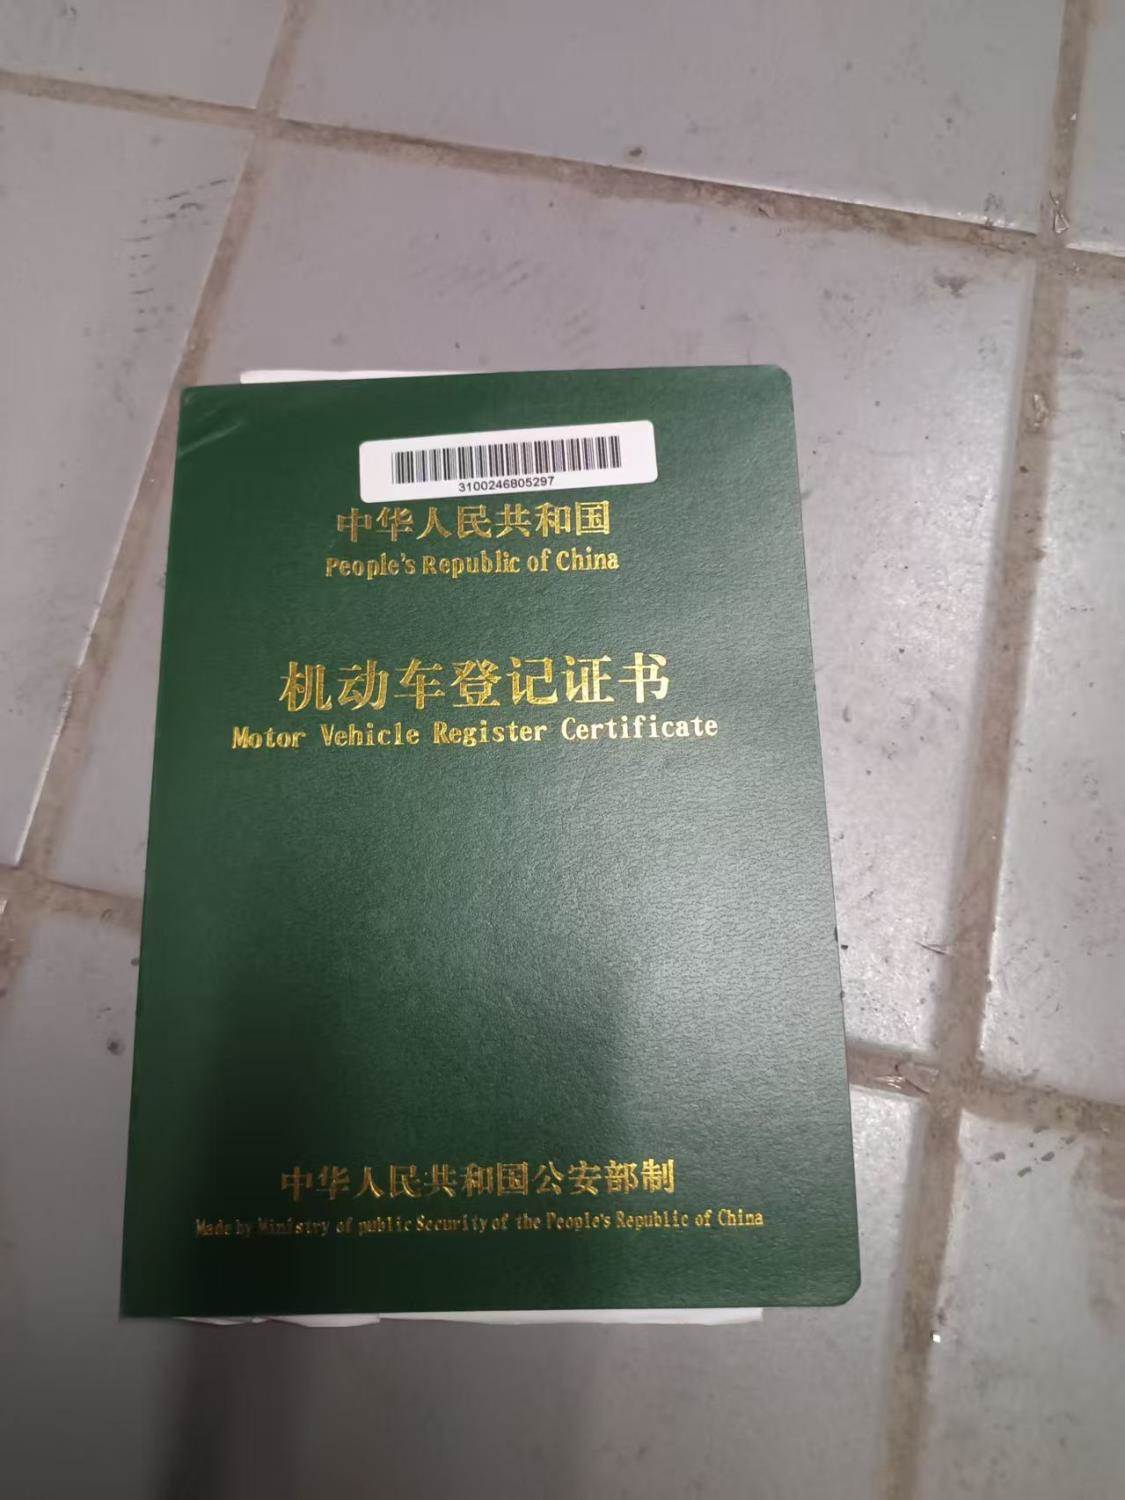 3100246805297
中华人民共和国
People's Republic of China
机动车登记证书
Motor Vehicle Register Certificate
中华人民共和国公安部制
Made by Ministry of public Security of the People's Republic of China